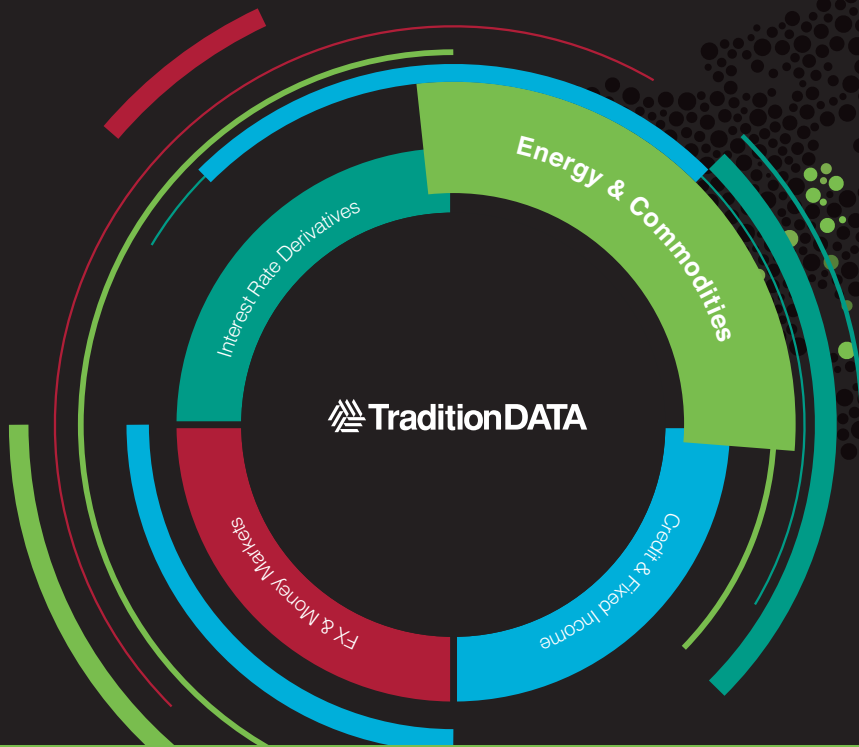 Energy & Commodities
Interest Rate Derivatives
TraditionDATA
FX & Money Markets
Credit & Fixed Income